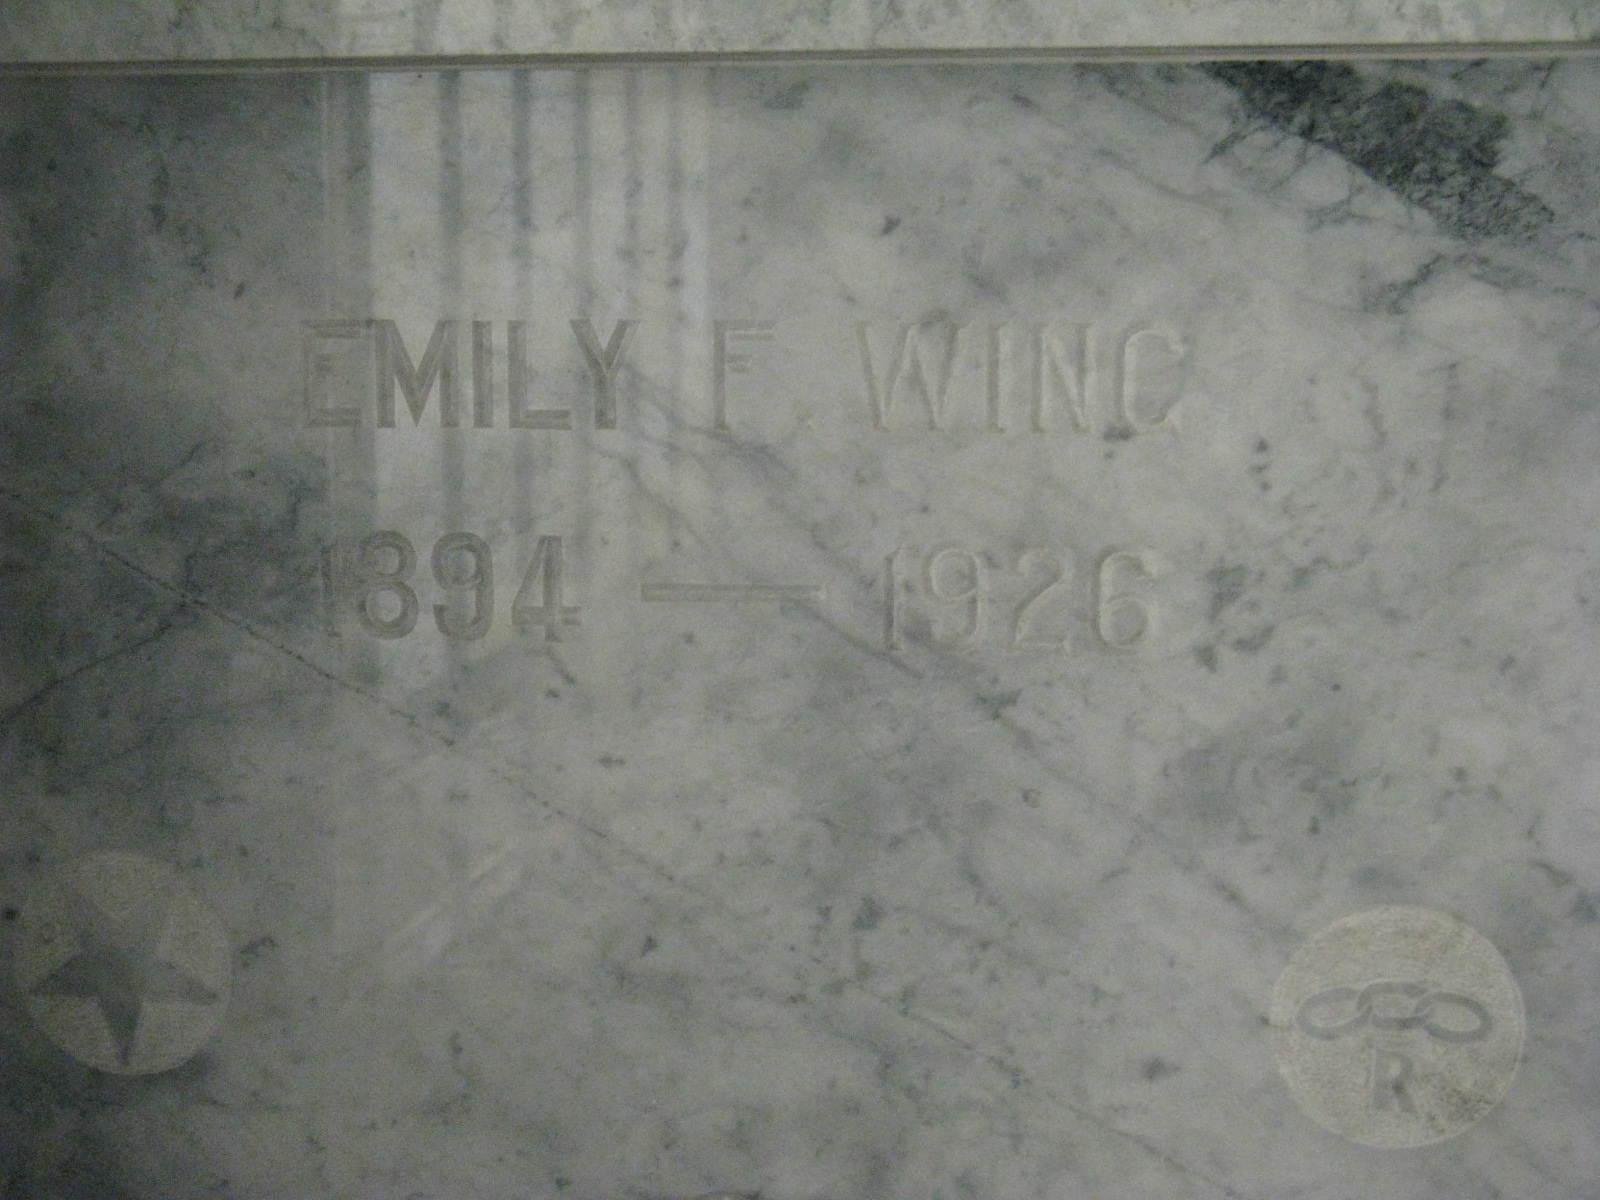 EMILY F. WING
1894 — 1926
R